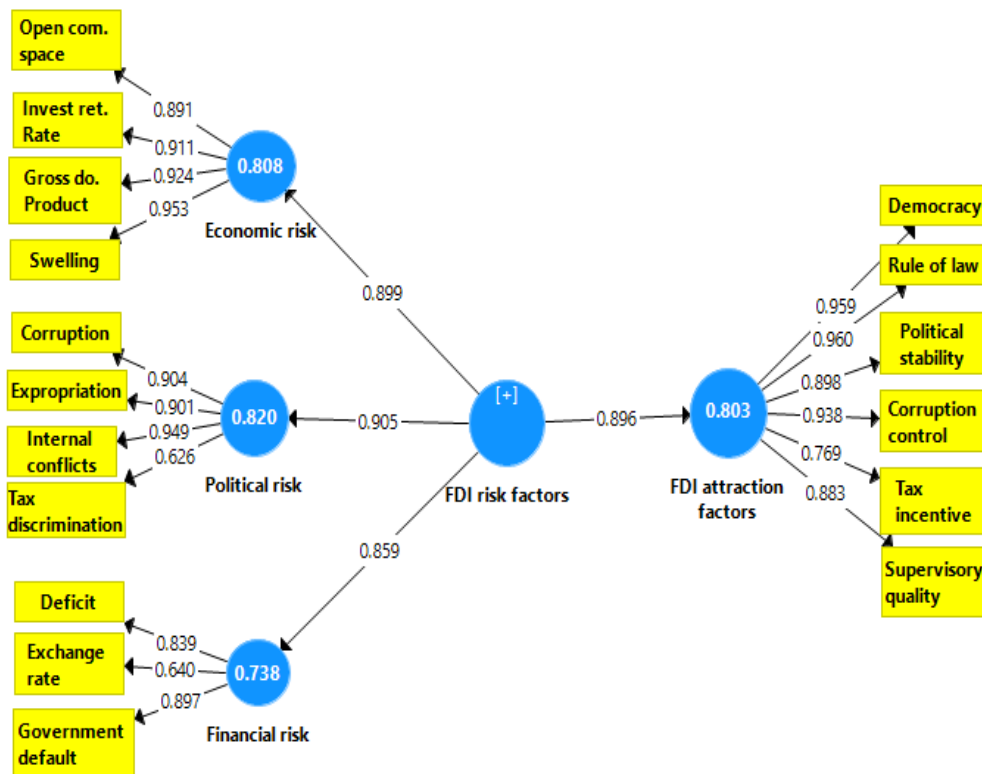 Open com.
space
0.891
Invest ret.
Rate
0.911
Gross do.
Product
0.924
0.953
Swelling
0.808
Economic risk
0.899
Corruption
0.904
Expropriation
0.901
Internal
conflicts
0.949
Tax
discrimination
0.626
0.820
Political risk
0.905
[+]
FDI risk factors
0.896
0.859
Deficit
0.839
Exchange
rate
0.640
Government
default
0.897
0.738
Financial risk
0.803
FDI attraction
factors
Democracy
0.959
Rule of law
0.960
Political
stability
0.898
Corruption
control
0.938
Tax
incentive
0.769
Supervisory
quality
0.883